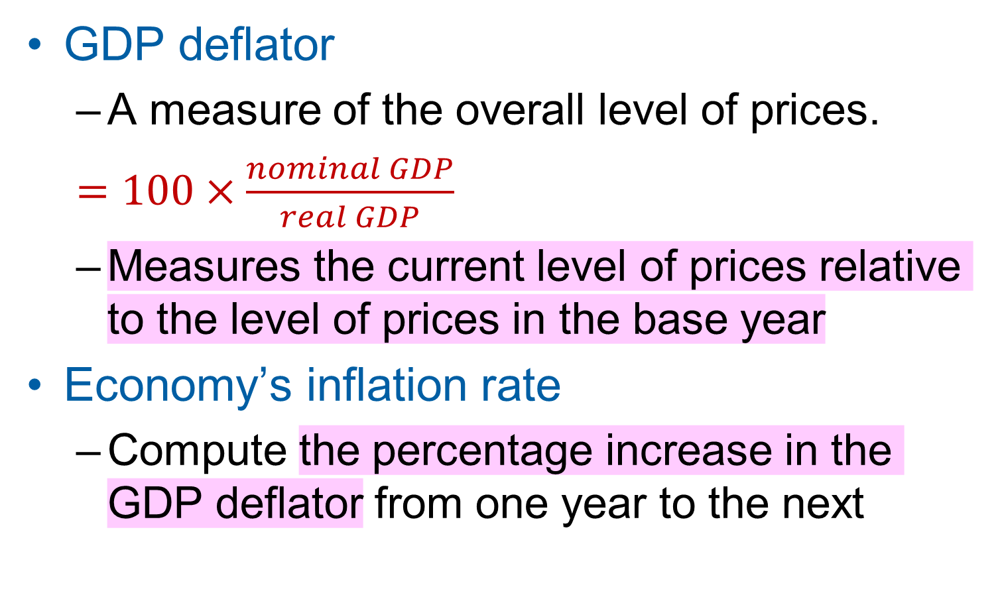 • GDP deflator
– A measure of the overall level of prices.
= 100 × \frac{nominal GDP}{real GDP}
– Measures the current level of prices relative
to the level of prices in the base year
• Economy’s inflation rate
– Compute the percentage increase in the
GDP deflator from one year to the next